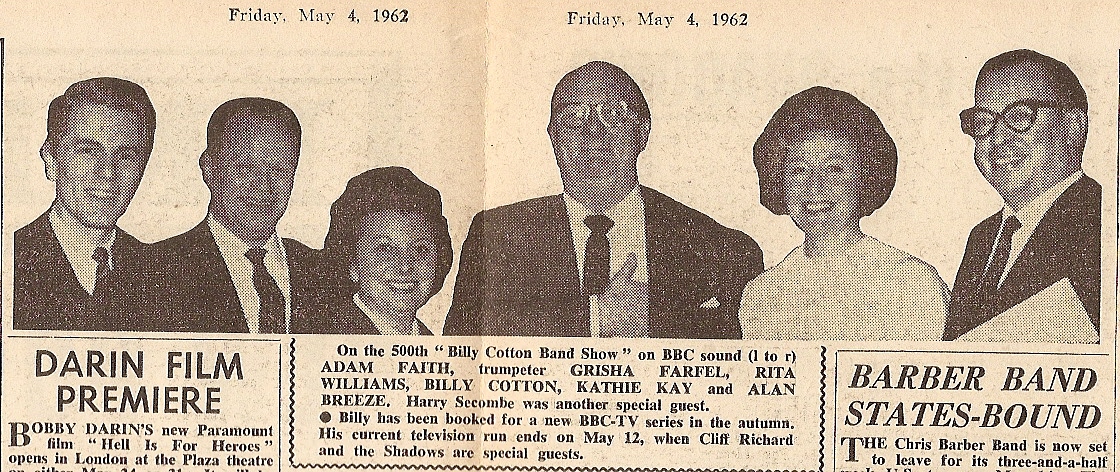 Friday, May 4, 1962
Friday, May 4, 1962
DARIN FILM
PREMIERE
BOBBY DARIN'S new Paramount
film "Hell Is For Heroes"
opens in London at the Plaza theatre
On the 500th "Billy Cotton Band Show" on BBC sound (l to r)
ADAM FAITH, trumpeter GRISHA FARFEL, RITA
WILLIAMS, BILLY COTTON, KATHIE KAY and ALAN
BREEZE. Harry Secombe was another special guest.
● Billy has been booked for a new BBC-TV series in the autumn.
His current television run ends on May 12, when Cliff Richard
and the Shadows are special guests.
BARBER BAND
STATES-BOUND
THE Chris Barber Band is now set
to leave for its three-and-a-half